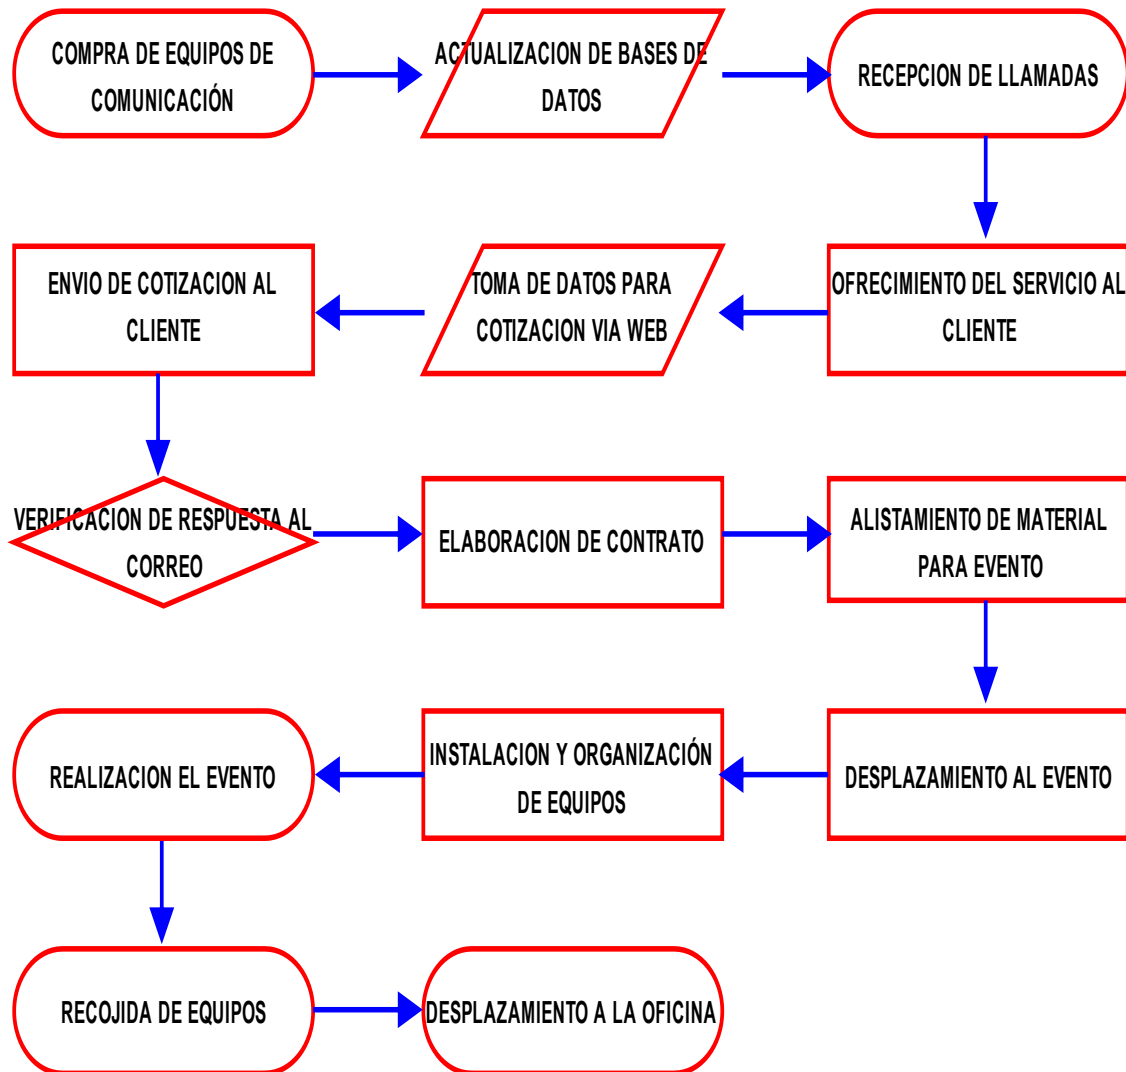 COMPRA DE EQUIPOS DE
COMUNICACIÓN
ACTUALIZACION DE BASES DE
DATOS
RECEPCION DE LLAMADAS
OFRECIMIENTO DEL SERVICIO AL
CLIENTE
TOMA DE DATOS PARA
COTIZACION VIA WEB
ENVIO DE COTIZACION AL
CLIENTE
VERIFICACION DE RESPUESTA AL
CORREO
ELABORACION DE CONTRATO
ALISTAMIENTO DE MATERIAL
PARA EVENTO
DESPLAZAMIENTO AL EVENTO
INSTALACION Y ORGANIZACIÓN
DE EQUIPOS
REALIZACION EL EVENTO
RECOJIDA DE EQUIPOS
DESPLAZAMIENTO A LA OFICINA